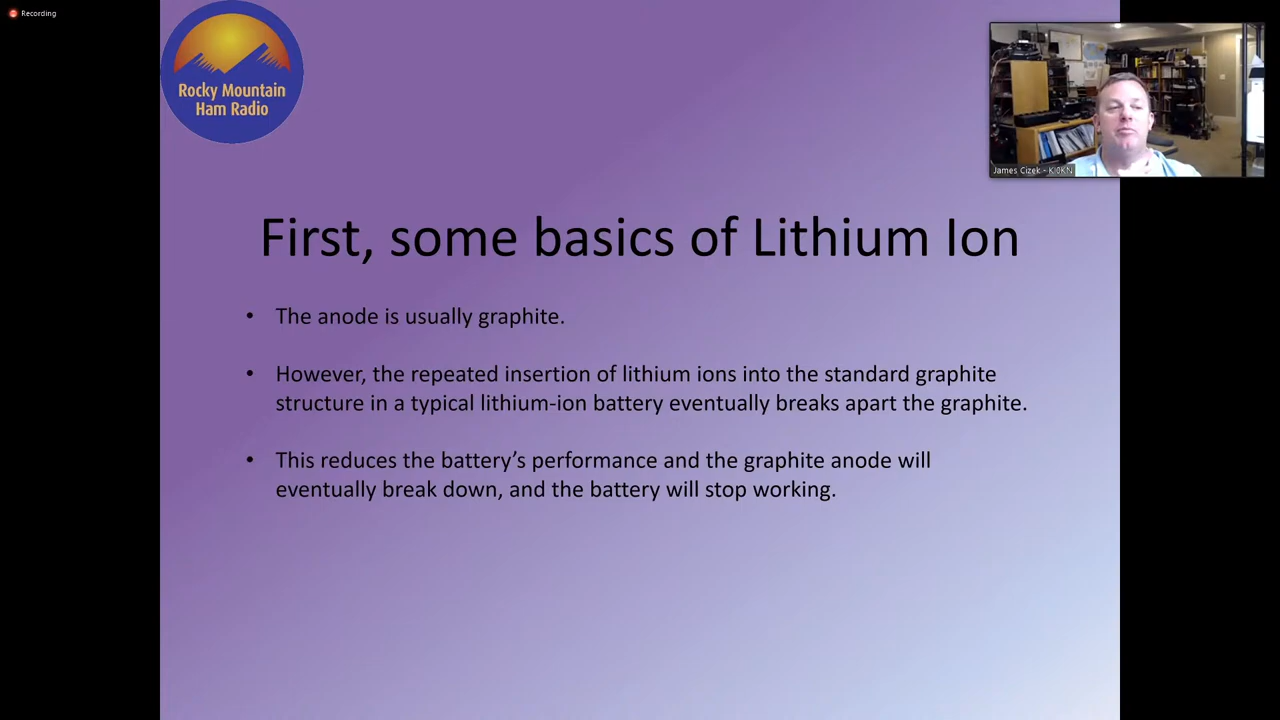 Recording
Rocky Mountain
Ham Radio
James Cizek - KI0KN
First, some basics of Lithium Ion
• The anode is usually graphite.
• However, the repeated insertion of lithium ions into the standard graphite
structure in a typical lithium-ion battery eventually breaks apart the graphite.
• This reduces the battery’s performance and the graphite anode will
eventually break down, and the battery will stop working.